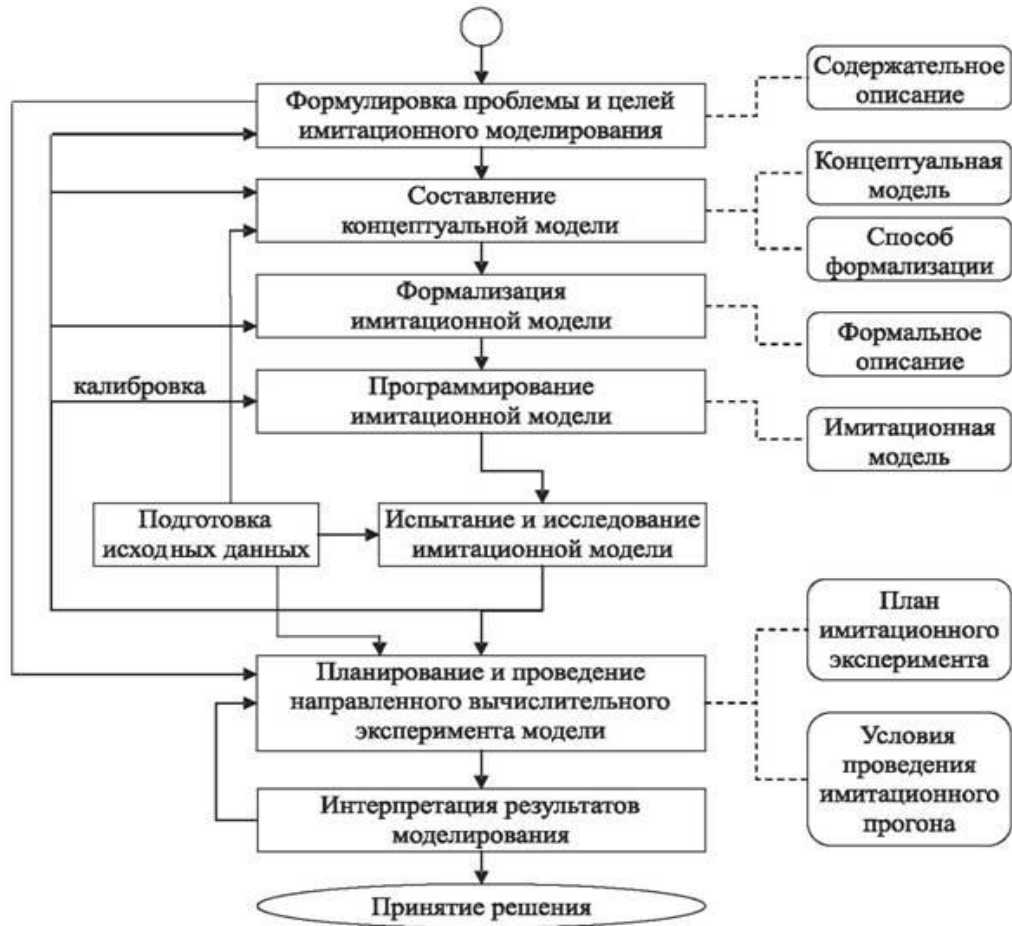 Формулировка проблемы и целей
имитационного моделирования
Содержательное
описание
Составление
концептуальной модели
Концептуальная
модель
Способ
формализации
Формализация
имитационной модели
Формальное
описание
калибровка
Программирование
имитационной модели
Имитационная
модель
Подготовка
исходных данных
Испытание и исследование
имитационной модели
План
имитационного
эксперимента
Планирование и проведение
направленного вычислительного
эксперимента модели
Условия
проведения
имитационного
прогона
Интерпретация результатов
моделирования
Принятие решения